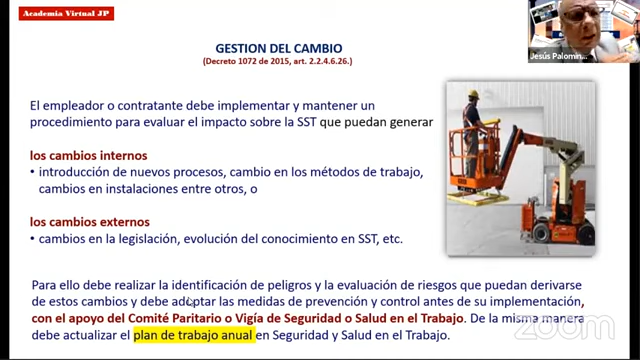 Academia Virtual JP
GESTION DEL CAMBIO
(Decreto 1072 de 2015, art. 2.2.4.6.26.)
Jesús Palomin...
El empleador o contratante debe implementar y mantener un
procedimiento para evaluar el impacto sobre la SST que puedan generar
los cambios internos
• introducción de nuevos procesos, cambio en los métodos de trabajo,
cambios en instalaciones entre otros, o
los cambios externos
• cambios en la legislación, evolución del conocimiento en SST, etc.
Para ello debe realizar la identificación de peligros y la evaluación de riesgos que puedan derivarse
de estos cambios y debe adoptar las medidas de prevención y control antes de su implementación,
con el apoyo del Comité Paritario o Vigía de Seguridad o Salud en el Trabajo. De la misma manera
debe actualizar el plan de trabajo anual en Seguridad y Salud en el Trabajo.
zoom